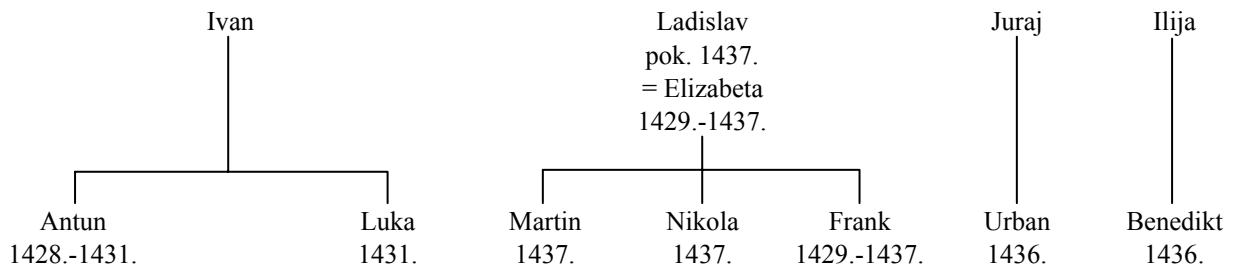 Ivan Ladislav Juraj Ilija
pok. 1437.
= Elizabeta
1429.-1437.
Antun Luka Martin Nikola Frank Urban Benedikt
1428.-1431. 1431. 1437. 1437. 1429.-1437. 1436. 1436.